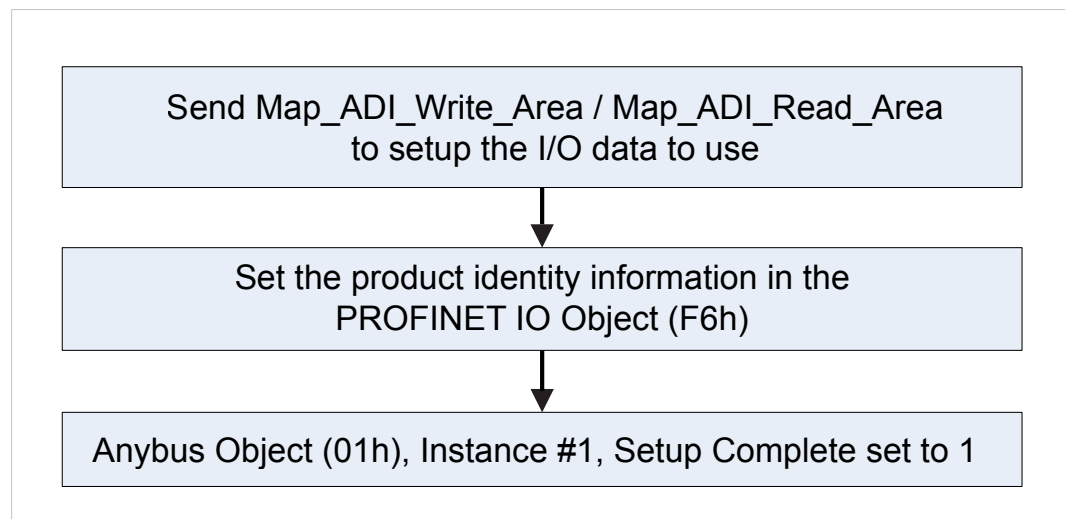 Send Map_ADI_Write_Area / Map_ADI_Read_Area
to setup the I/O data to use
Set the product identity information in the
PROFINET IO Object (F6h)
Anybus Object (01h), Instance #1, Setup Complete set to 1